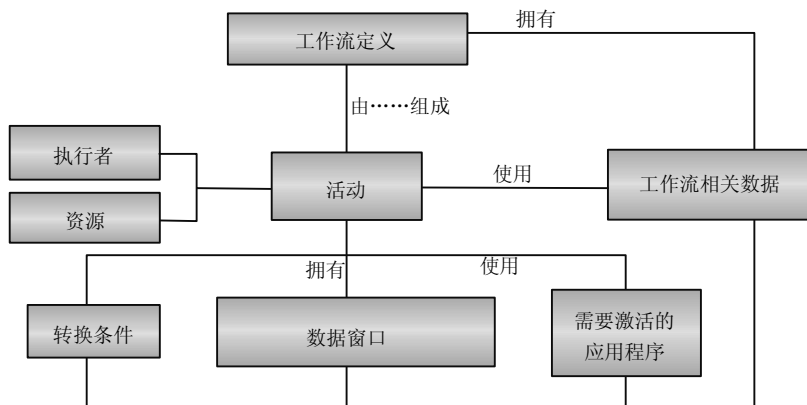 拥有
工作流定义
由……组成
执行者
活动
使用
工作流相关数据
资源
拥有
使用
转换条件
数据窗口
需要激活的
应用程序